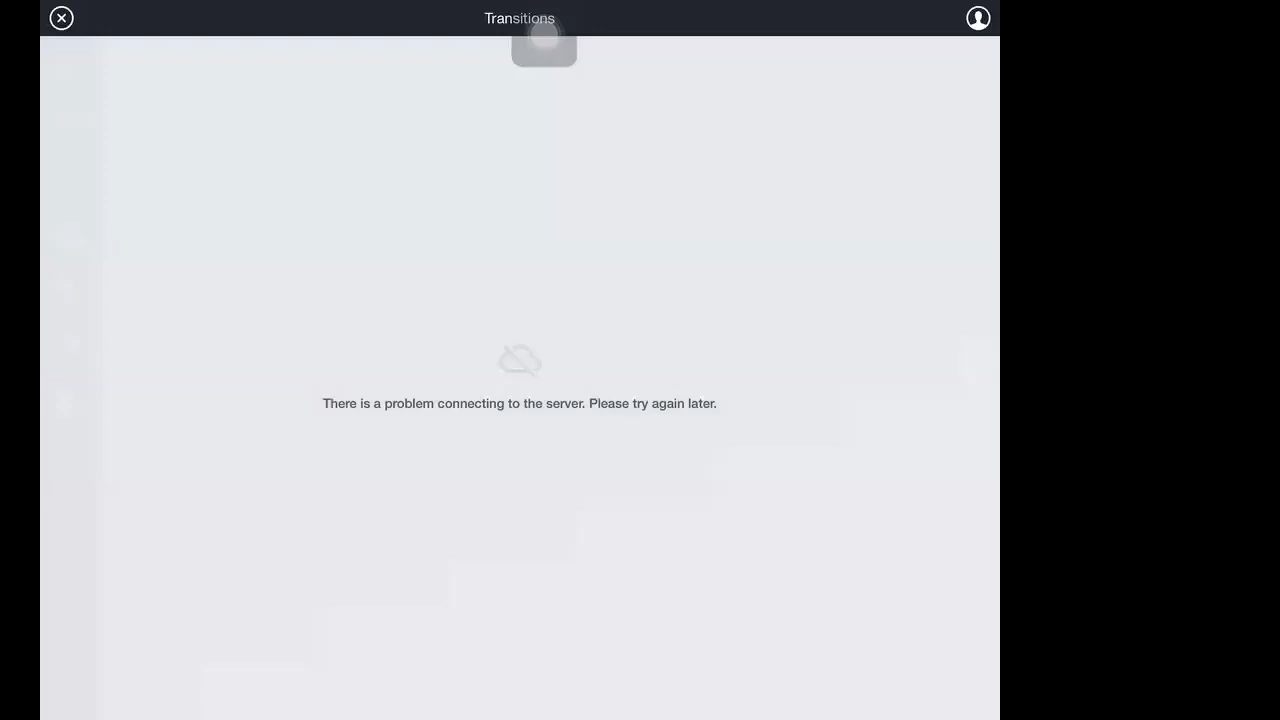 Transitions
There is a problem connecting to the server. Please try again later.